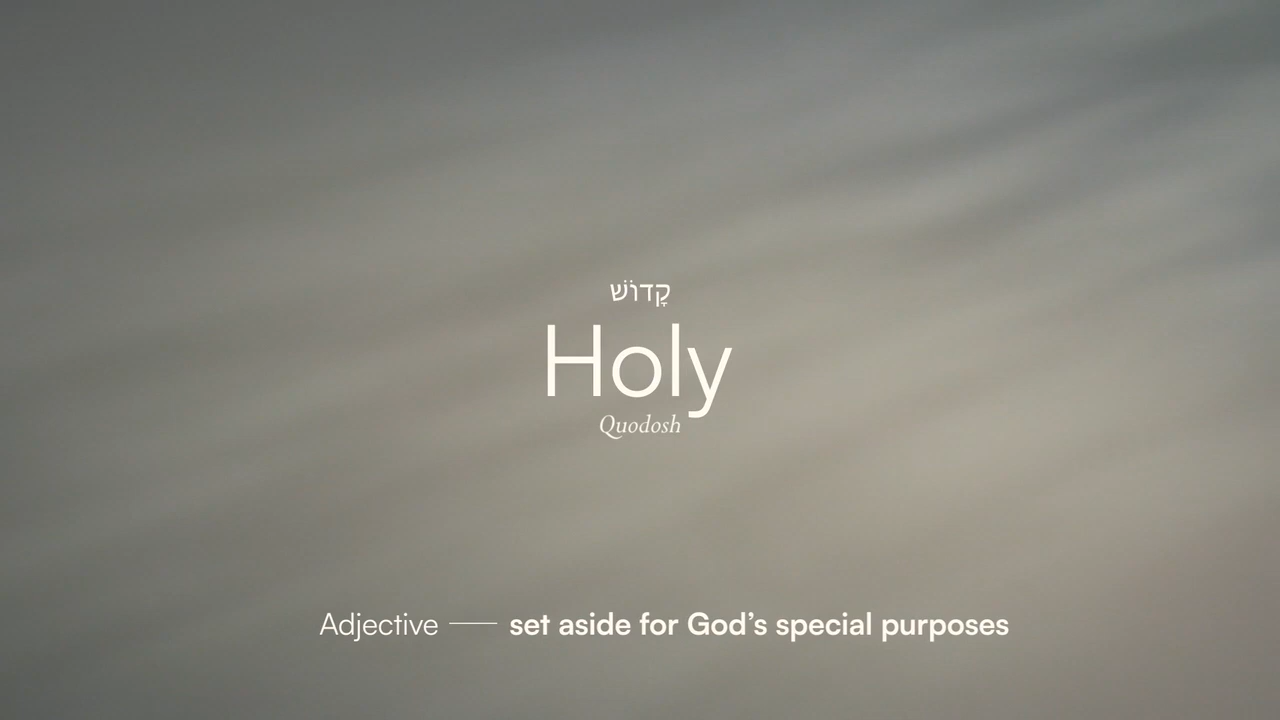 קָדוֹשׁ
Holy
Quodosh
Adjective — set aside for God's special purposes